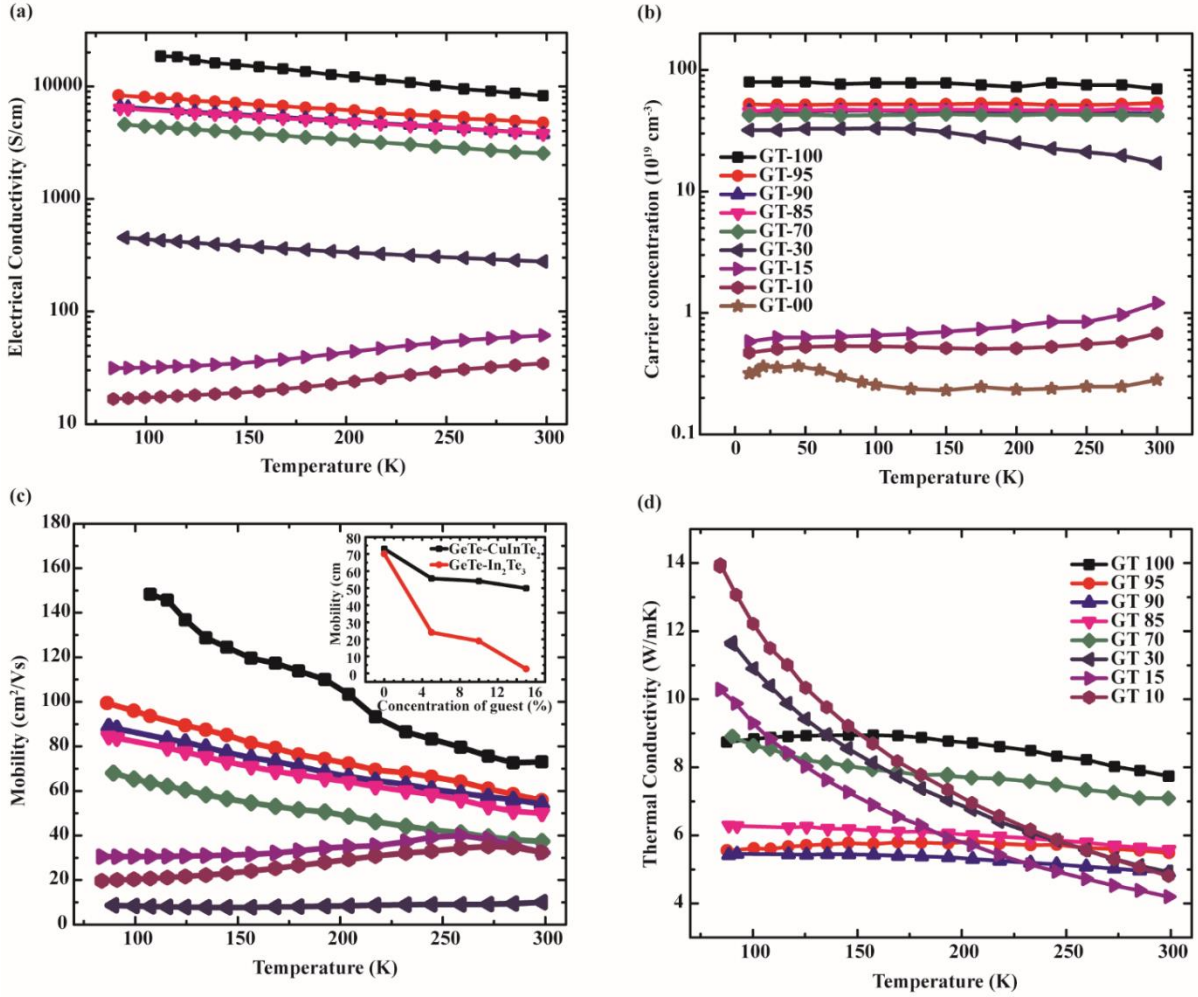 (a)
10000
1000
100
10
100
150
200
250
300
Electrical Conductivity (S/cm)
Temperature (K)
(b)
100
10
1
0.1
0
50
100
150
200
250
300
Carrier concentration (10¹⁹ cm⁻³)
Temperature (K)
GT-100
GT-95
GT-90
GT-85
GT-70
GT-30
GT-15
GT-10
GT-00
(c)
180
160
140
120
100
80
60
40
20
0
100
150
200
250
300
Mobility (cm²/Vs)
Temperature (K)
80
70
60
50
40
30
20
10
0
0
4
8
12
16
Mobility (cm
Concentration of guest (%)
GeTe-CuInTe₂
GeTe-In₂Te₃
(d)
14
12
10
8
6
4
100
150
200
250
300
Thermal Conductivity (W/mK)
Temperature (K)
GT 100
GT 95
GT 90
GT 85
GT 70
GT 30
GT 15
GT 10